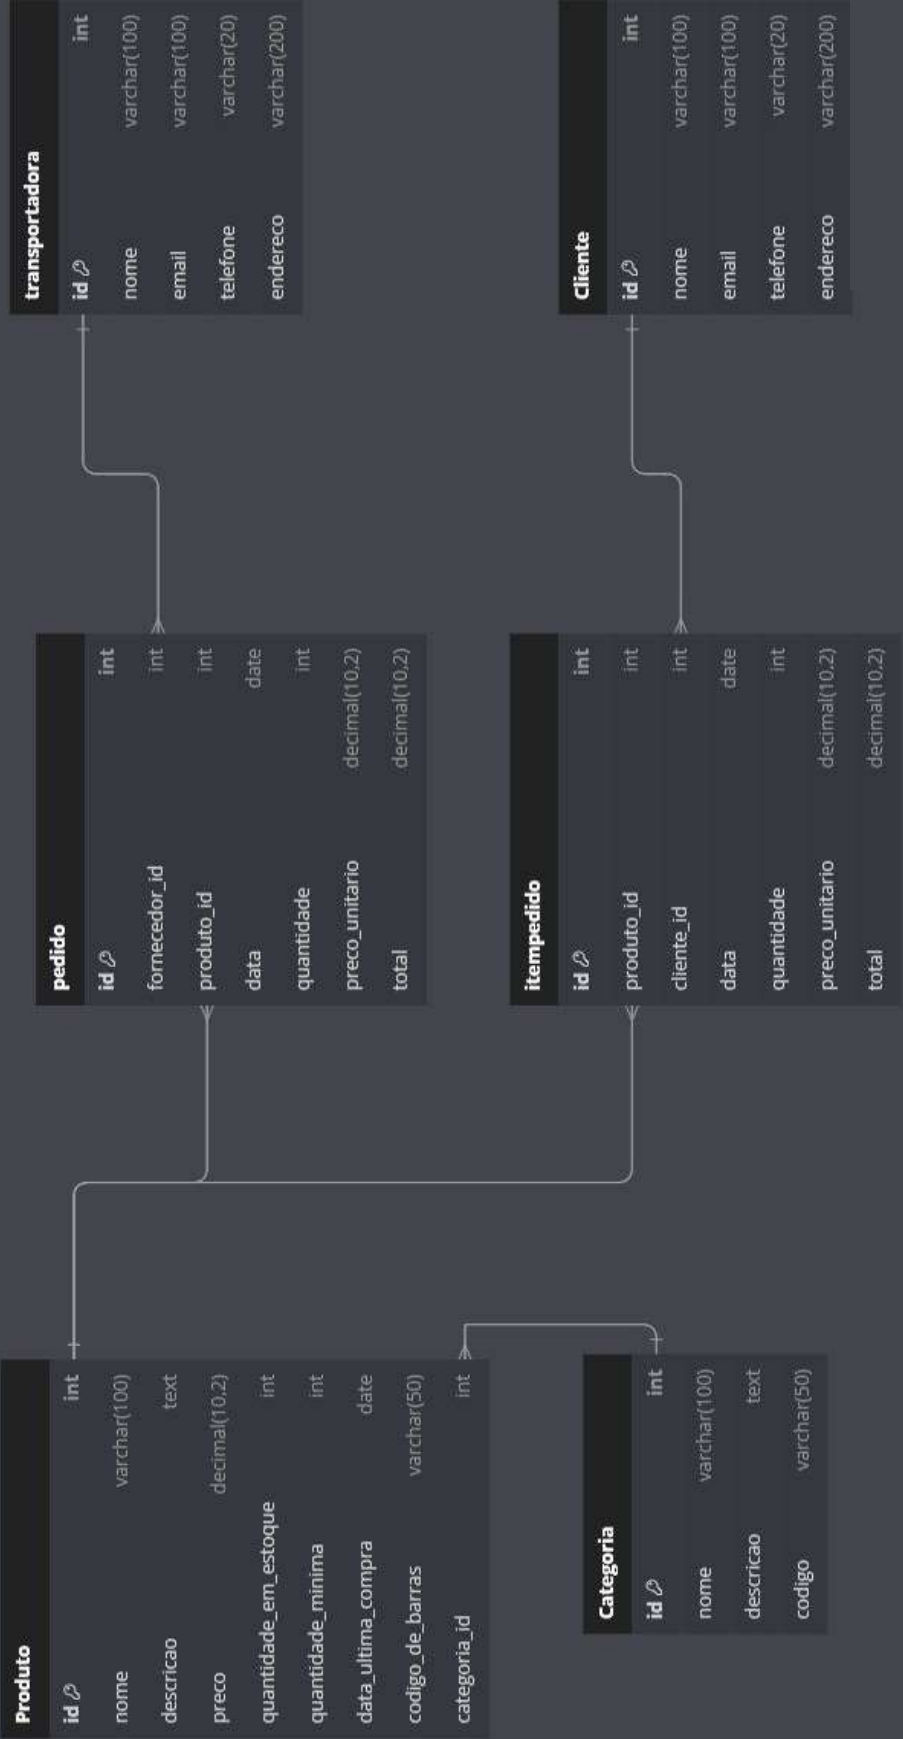 Produto
id int
nome varchar(100)
descricao text
preco decimal(10,2)
quantidade_em_estoque int
quantidade_minima int
data_ultima_compra date
codigo_de_barras varchar(50)
categoria_id int
Categoria
id int
nome varchar(100)
descricao text
codigo varchar(50)
pedido
id int
fornecedor_id int
produto_id int
data date
quantidade int
preco_unitario decimal(10,2)
total decimal(10,2)
itempedido
id int
produto_id int
cliente_id int
data date
quantidade int
preco_unitario decimal(10,2)
total decimal(10,2)
transportadora
id int
nome varchar(100)
email varchar(100)
telefone varchar(20)
endereco varchar(200)
Cliente
id int
nome varchar(100)
email varchar(100)
telefone varchar(20)
endereco varchar(200)